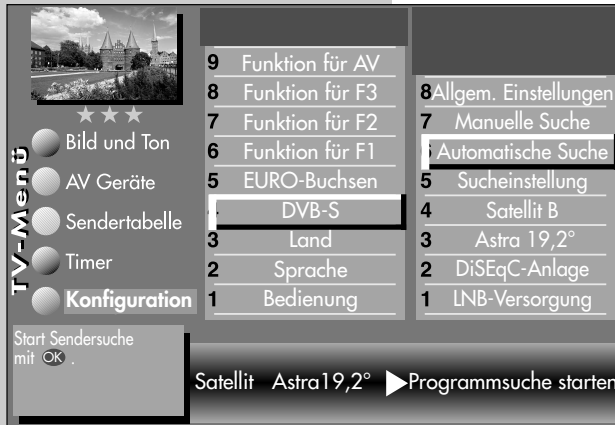 TV-Menü
Bild und Ton
AV Geräte
Sendertabelle
Timer
Konfiguration
9 Funktion für AV
8 Funktion für F3
7 Funktion für F2
6 Funktion für F1
5 EURO-Buchsen
DVB-S
3 Land
2 Sprache
1 Bedienung
8 Allgem. Einstellungen
7 Manuelle Suche
Automatische Suche
5 Sucheinstellung
4 Satellit B
3 Astra 19,2°
2 DiSEqC-Anlage
1 LNB-Versorgung
Start Sendersuche
mit OK .
Satellit Astra19,2° Programmsuche starten